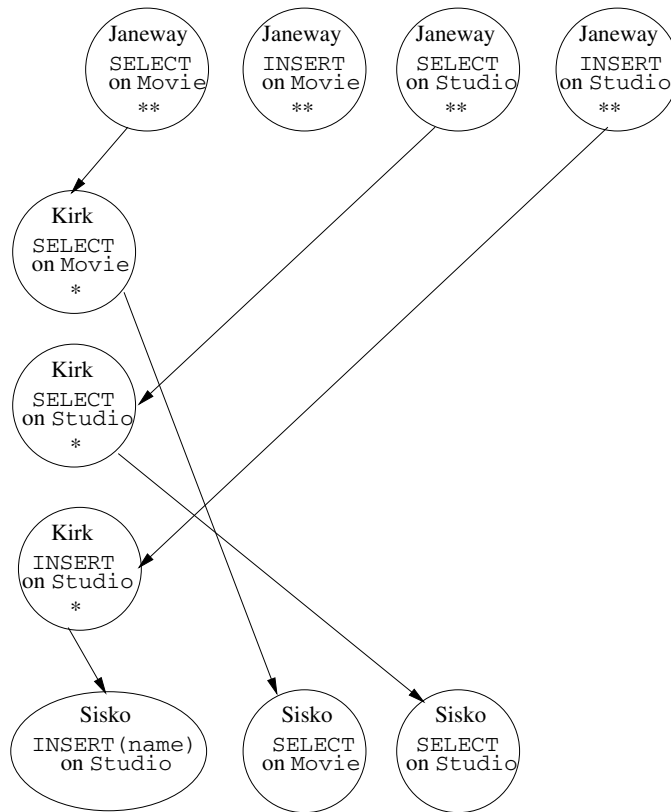 Janeway
SELECT
on Movie
**
Janeway
INSERT
on Movie
**
Janeway
SELECT
on Studio
**
Janeway
INSERT
on Studio
**
Kirk
SELECT
on Movie
*
Kirk
SELECT
on Studio
*
Kirk
INSERT
on Studio
*
Sisko
INSERT(name)
on Studio
Sisko
SELECT
on Movie
Sisko
SELECT
on Studio